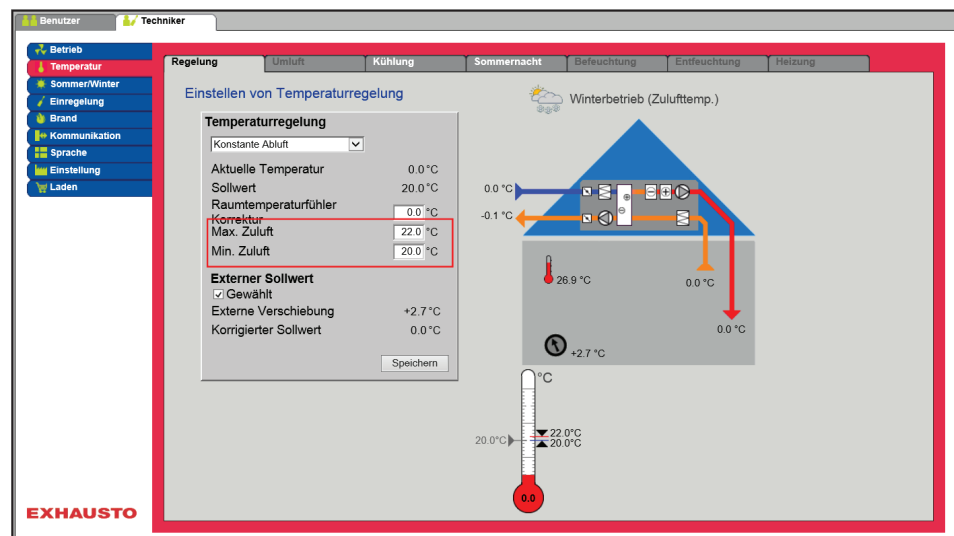 Benutzer
Techniker
Betrieb
Temperatur
Sommer/Winter
Einregelung
Brand
Kommunikation
Sprache
Einstellung
Laden
EXHAUSTO
Regelung Umluft Kühlung Sommernacht Befeuchtung Entfeuchtung Heizung
Einstellen von Temperaturregelung
Temperaturregelung
Konstante Abluft
Aktuelle Temperatur 0.0°C
Sollwert 20.0°C
Raumtemperaturfühler
Korrektur 0.0 °C
Max. Zuluft 22.0 °C
Min. Zuluft 20.0 °C
Externer Sollwert
Gewählt
Externe Verschiebung +2.7°C
Korrigierter Sollwert 0.0°C
Speichern
Winterbetrieb (Zulufttemp.)
0.0 °C
-0.1 °C
26.9 °C
0.0 °C
0.0 °C
+2.7 °C
°C
22.0°C
20.0°C
20.0°C
0.0